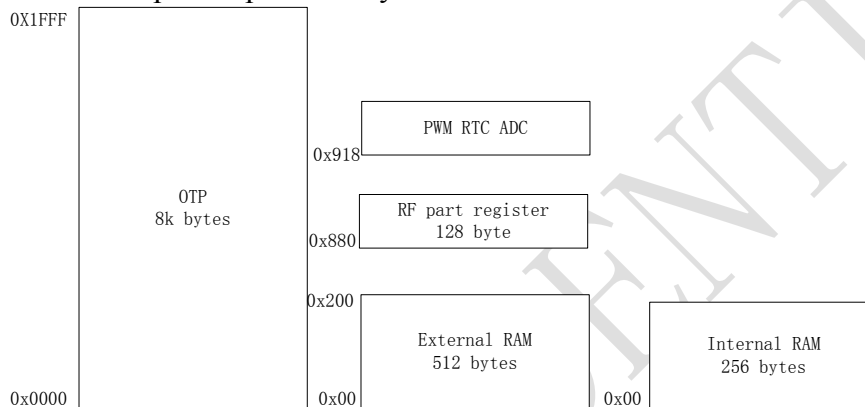 0X1FFF
PWM RTC ADC
0x918
OTP
8k bytes
RF part register
128 byte
0x880
0x200
External RAM
512 bytes
Internal RAM
256 bytes
0x0000
0x00
0x00